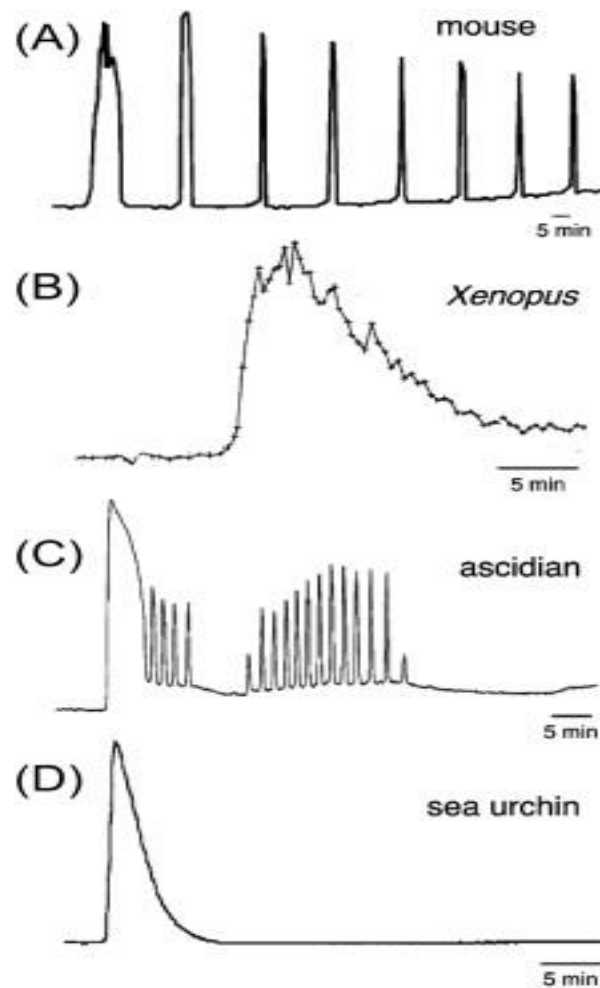 (A)
mouse
5 min
(B)
Xenopus
5 min
(C)
ascidian
5 min
(D)
sea urchin
5 min